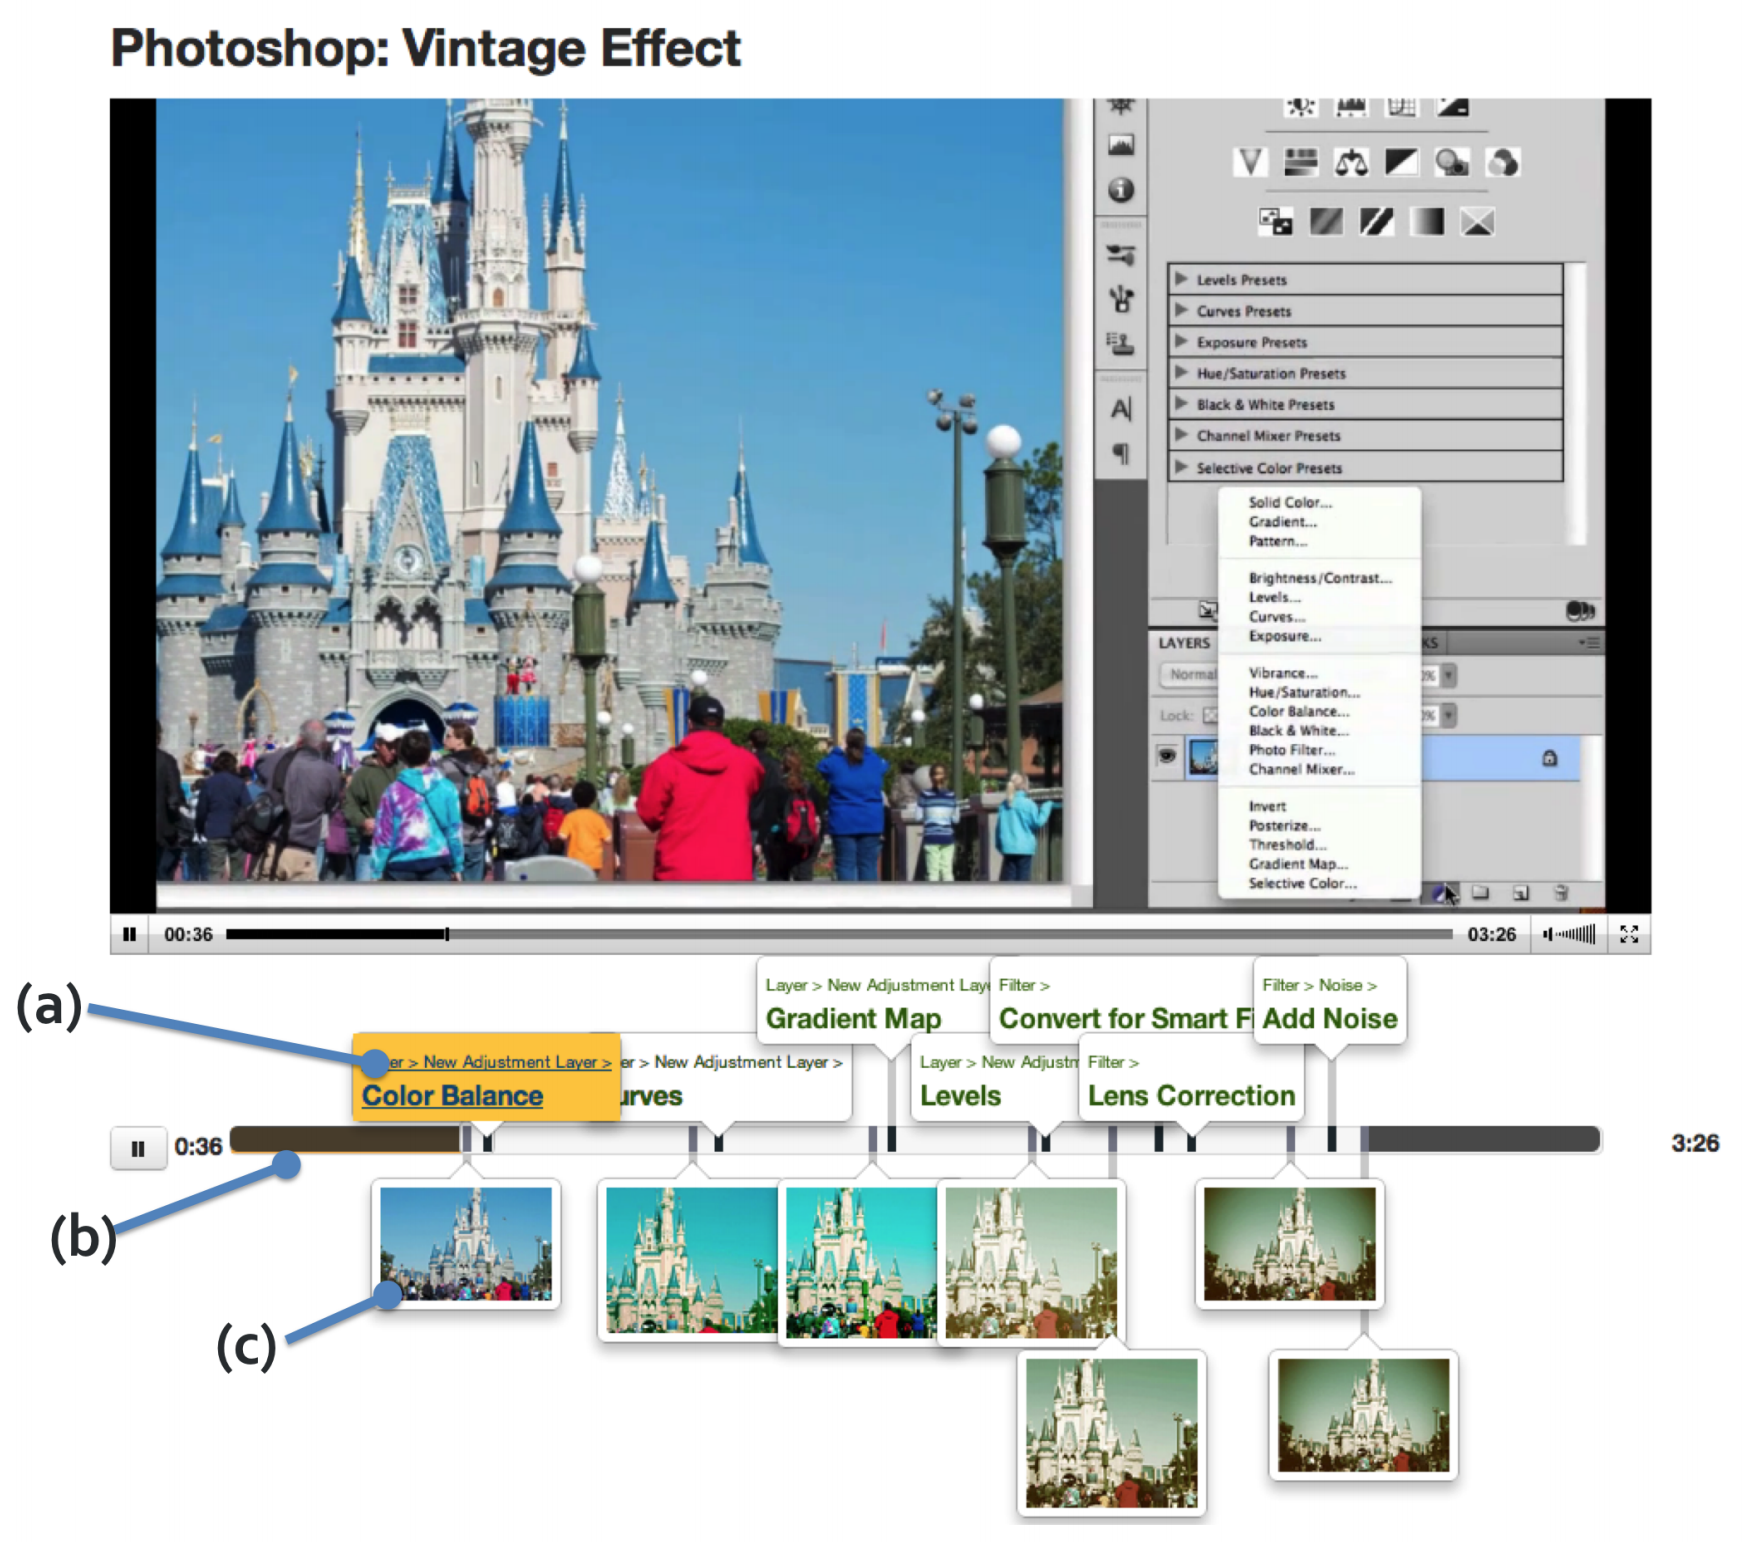 Photoshop: Vintage Effect
Levels Presets
Curves Presets
Exposure Presets
Hue/Saturation Presets
Black & White Presets
Channel Mixer Presets
Selective Color Presets
Solid Color...
Gradient...
Pattern...
Brightness/Contrast...
Levels...
Curves...
Exposure...
LAYERS
KS
Normal
%
Vibrance...
Hue/Saturation...
Color Balance...
Lock:
%
Black & White...
Photo Filter...
Channel Mixer...
Invert
Posterize...
Threshold...
Gradient Map...
Selective Color...
00:36
03:26
Layer > New Adjustment Laye
Gradient Map
Filter >
Convert for Smart Fi
Filter > Noise >
Add Noise
(a)
er > New Adjustment Layer >
Color Balance
er > New Adjustment Layer >
urves
Layer > New Adjustm
Levels
Filter >
Lens Correction
0:36
3:26
(b)
(c)